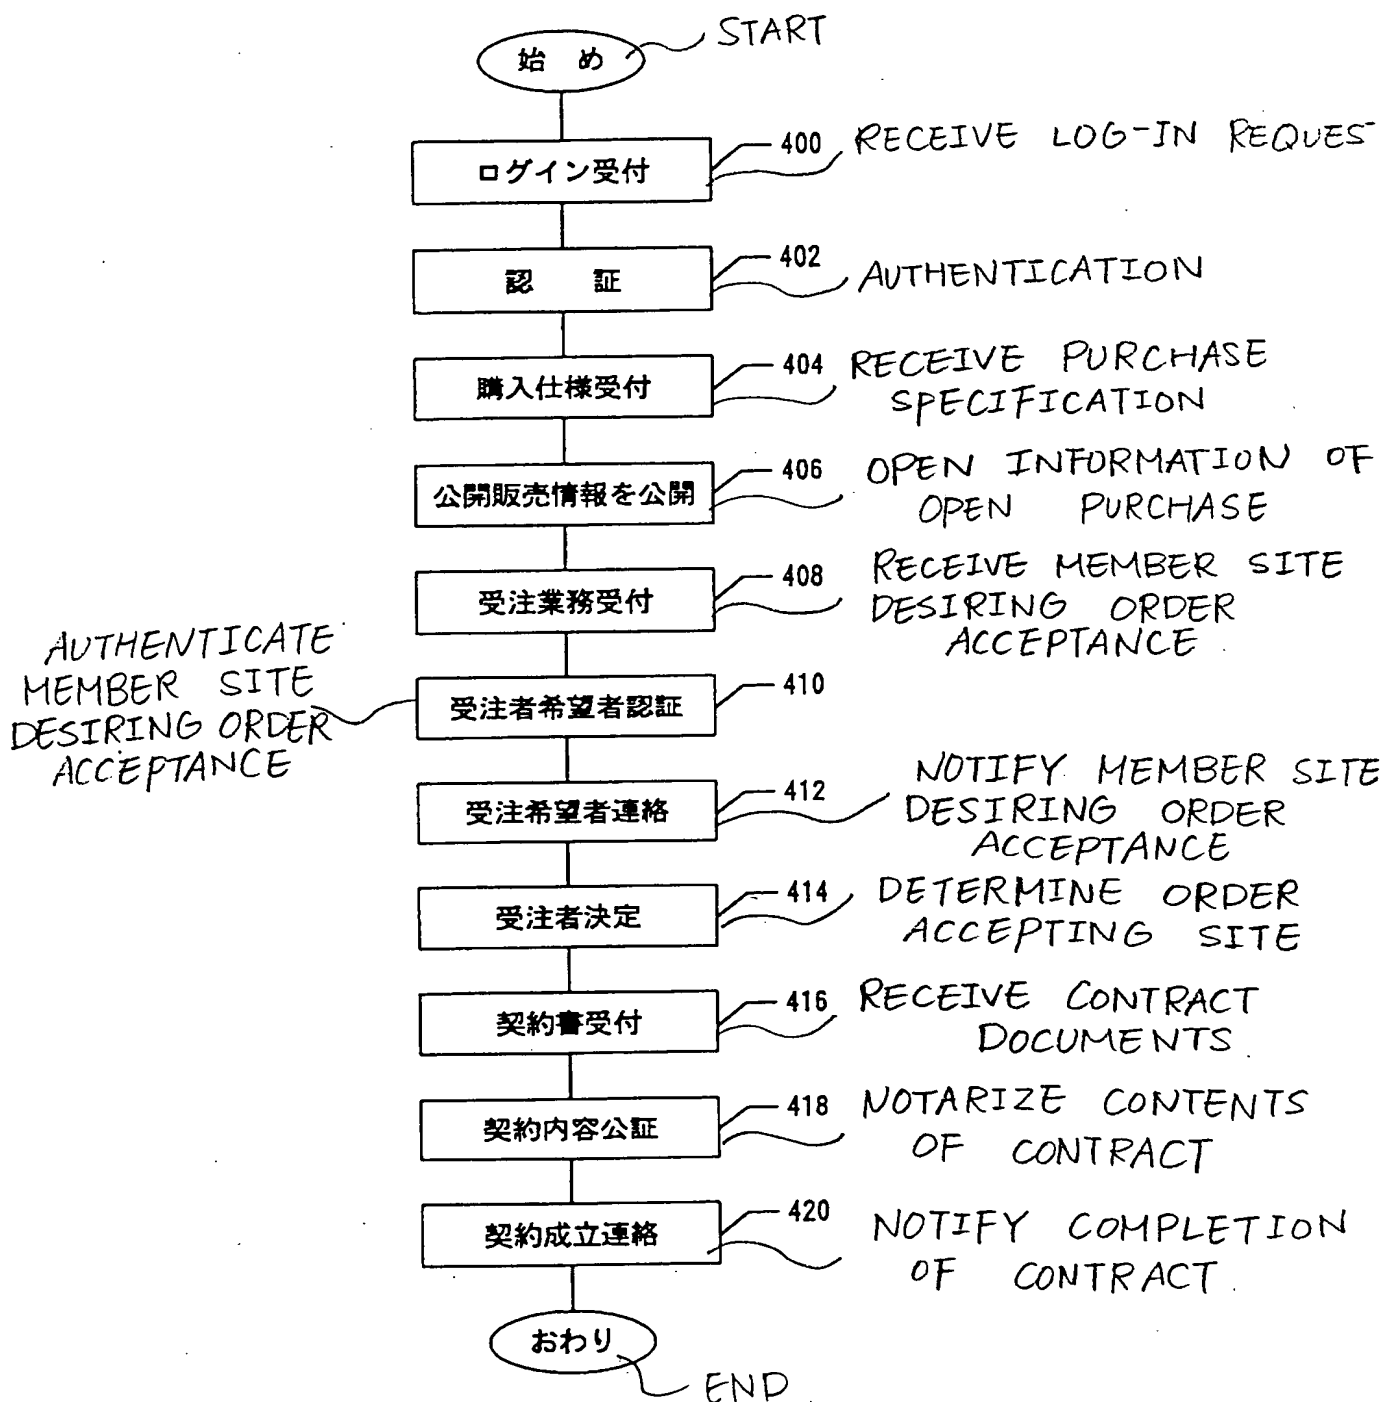 始 め
START
400
RECEIVE LOG-IN REQUES
ログイン受付
402
AUTHENTICATION
認 証
404
RECEIVE PURCHASE
SPECIFICATION
購入仕様受付
406
OPEN INFORMATION OF
OPEN PURCHASE
公開販売情報を公開
408
RECEIVE MEMBER SITE
DESIRING ORDER
ACCEPTANCE
受注業務受付
AUTHENTICATE
MEMBER SITE
DESIRING ORDER
ACCEPTANCE
410
受注者希望者認証
412
NOTIFY MEMBER SITE
DESIRING ORDER
ACCEPTANCE
受注希望者連絡
414
DETERMINE ORDER
ACCEPTING SITE
受注者決定
416
RECEIVE CONTRACT
DOCUMENTS
契約書受付
418
NOTARIZE CONTENTS
OF CONTRACT
契約内容公証
420
NOTIFY COMPLETION
OF CONTRACT
契約成立連絡
おわり
END